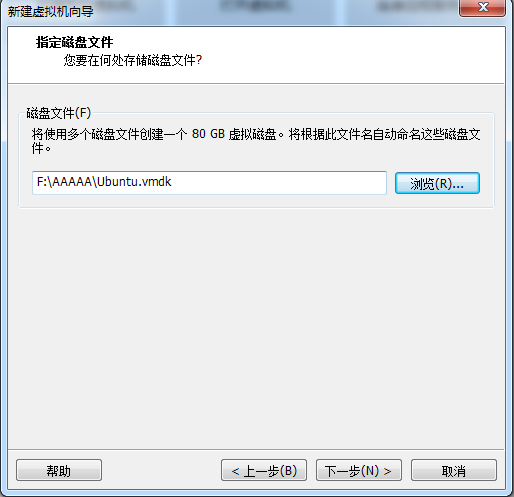 新建虚拟机向导
指定磁盘文件
您要在何处存储磁盘文件?
磁盘文件(F)
将使用多个磁盘文件创建一个 80 GB 虚拟磁盘。将根据此文件名自动命名这些磁盘文
件。
F:\AAAAA\Ubuntu.vmdk
浏览(R)...
帮助
< 上一步(B)
下一步(N) >
取消